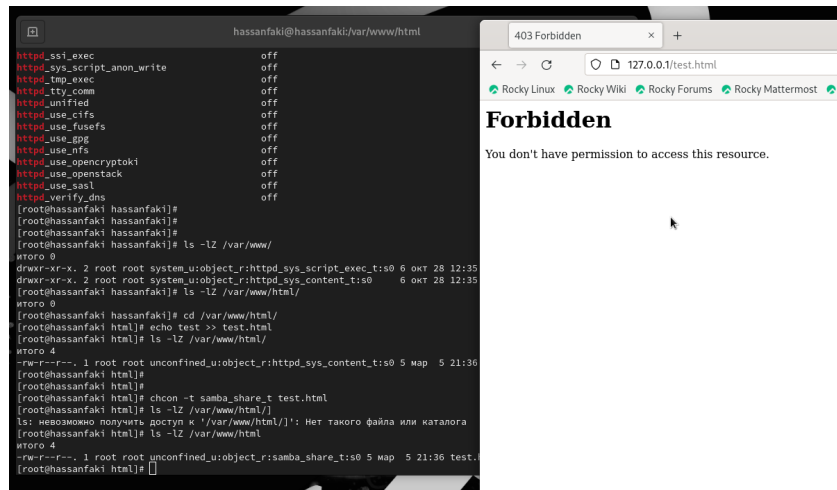 hassanfaki@hassanfaki:/var/www/html
httpd_ssi_exec off
httpd_sys_script_anon_write off
httpd_tmp_exec off
httpd_tty_comm off
httpd_unified off
httpd_use_cifs off
httpd_use_fusefs off
httpd_use_gpg off
httpd_use_nfs off
httpd_use_opencryptoki off
httpd_use_openstack off
httpd_use_sasl off
httpd_verify_dns off
[root@hassanfaki hassanfaki]#
[root@hassanfaki hassanfaki]#
[root@hassanfaki hassanfaki]#
[root@hassanfaki hassanfaki]# ls -lZ /var/www/
итого 0
drwxr-xr-x. 2 root root system_u:object_r:httpd_sys_script_exec_t:s0 6 окт 28 12:35
drwxr-xr-x. 2 root root system_u:object_r:httpd_sys_content_t:s0 6 окт 28 12:35
[root@hassanfaki hassanfaki]# ls -lZ /var/www/html/
итого 0
[root@hassanfaki hassanfaki]# cd /var/www/html/
[root@hassanfaki html]# echo test >> test.html
[root@hassanfaki html]# ls -lZ /var/www/html/
итого 4
-rw-r--r--. 1 root root unconfined_u:object_r:httpd_sys_content_t:s0 5 мар 5 21:36
[root@hassanfaki html]#
[root@hassanfaki html]#
[root@hassanfaki html]# chcon -t samba_share_t test.html
[root@hassanfaki html]# ls -lZ /var/www/html/]
ls: невозможно получить доступ к '/var/www/html/]': Нет такого файла или каталога
[root@hassanfaki html]# ls -lZ /var/www/html
итого 4
-rw-r--r--. 1 root root unconfined_u:object_r:samba_share_t:s0 5 мар 5 21:36 test.
[root@hassanfaki html]#
403 Forbidden
127.0.0.1/test.html
Rocky Linux Rocky Wiki Rocky Forums Rocky Mattermost
Forbidden
You don't have permission to access this resource.